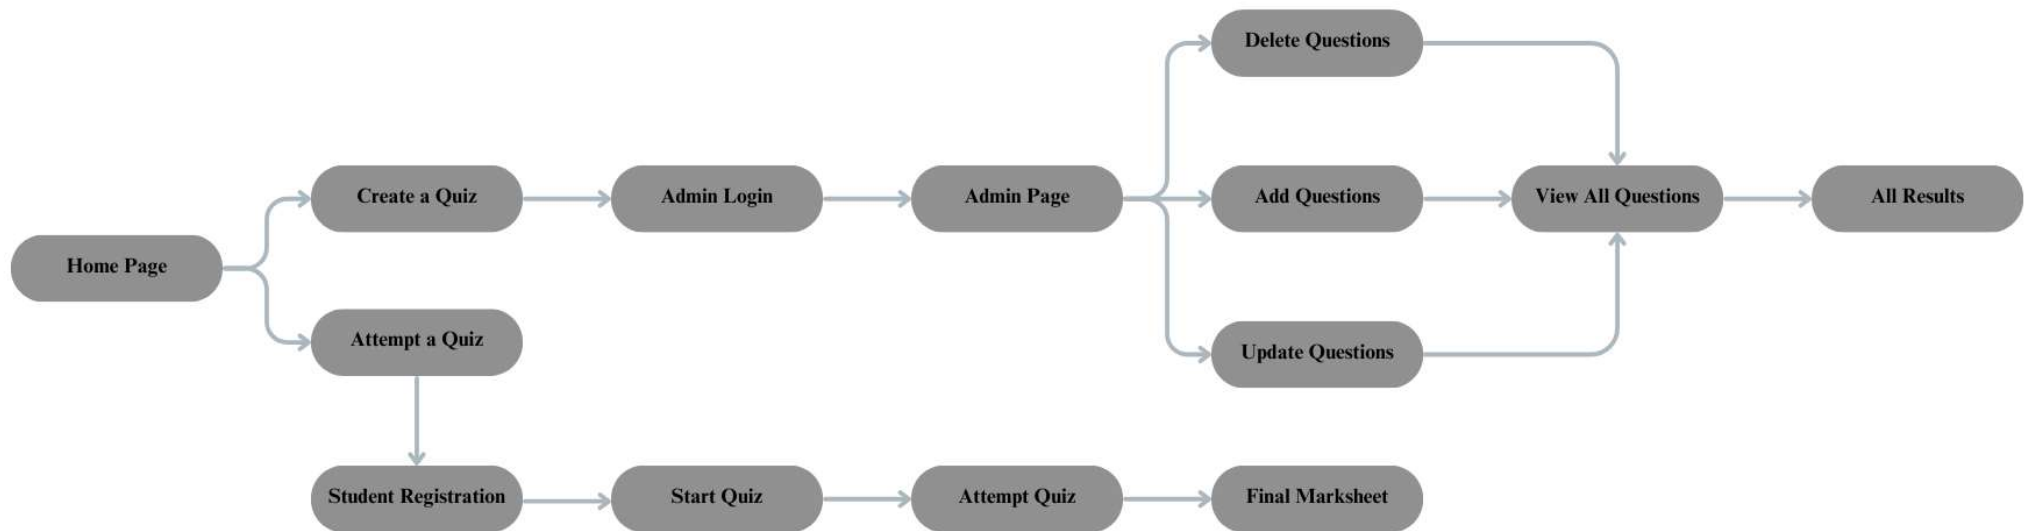 Delete Questions
Create a Quiz
Admin Login
Admin Page
Add Questions
View All Questions
All Results
Home Page
Attempt a Quiz
Update Questions
Student Registration
Start Quiz
Attempt Quiz
Final Marksheet